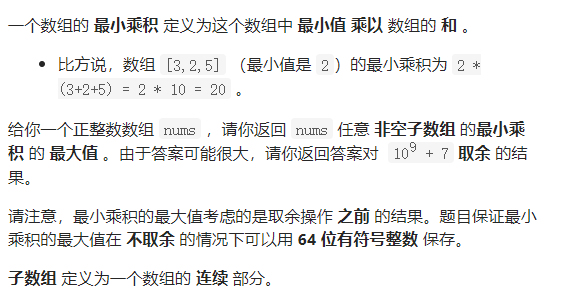 一个数组的 最小乘积 定义为这个数组中 最小值 乘以 数组的 和 。
• 比方说，数组 [3,2,5] （最小值是 2 ）的最小乘积为 2 *
(3+2+5) = 2 * 10 = 20 。
给你一个正整数数组 nums ，请你返回 nums 任意 非空子数组 的最小乘
积 的 最大值 。由于答案可能很大，请你返回答案对 10⁹ + 7 取余 的结
果。
请注意，最小乘积的最大值考虑的是取余操作 之前 的结果。题目保证最小
乘积的最大值在 不取余 的情况下可以用 64 位有符号整数 保存。
子数组 定义为一个数组的 连续 部分。